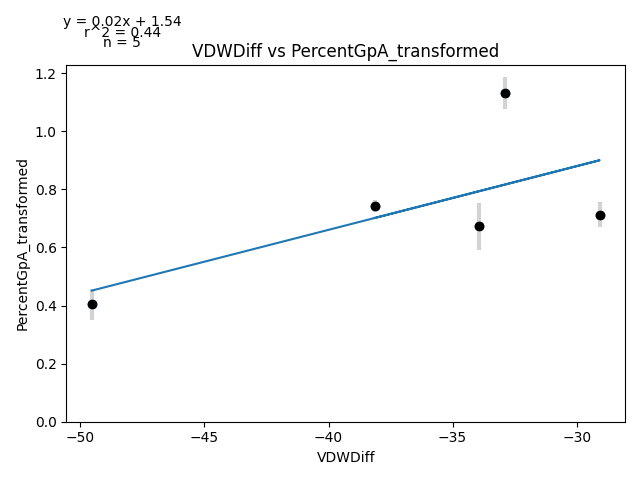 y = 0.02x + 1.54
r^2 = 0.44
n = 5
VDWDiff vs PercentGpA_transformed
PercentGpA_transformed
1.2
1.0
0.8
0.6
0.4
0.2
0.0
−50
−45
−40
−35
−30
VDWDiff